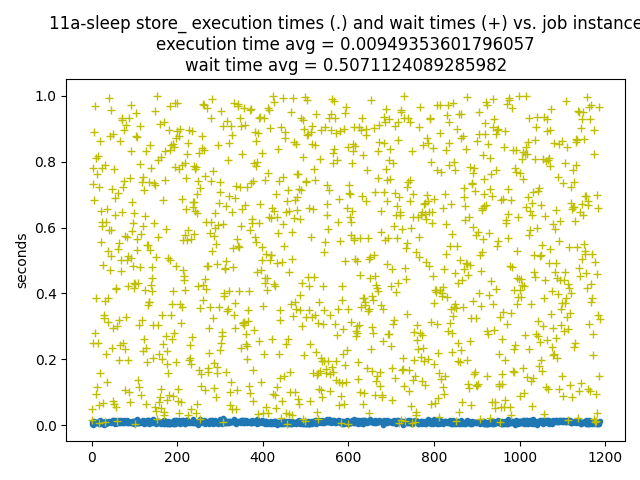 11a-sleep store_ execution times (.) and wait times (+) vs. job instance
execution time avg = 0.00949353601796057
wait time avg = 0.5071124089285982
1.0
0.8
0.6
0.4
0.2
0.0
seconds
0 200 400 600 800 1000 1200